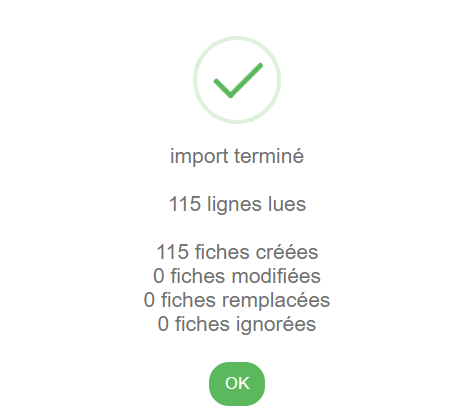 import terminé
115 lignes lues
115 fiches créées
0 fiches modifiées
0 fiches remplacées
0 fiches ignorées
OK